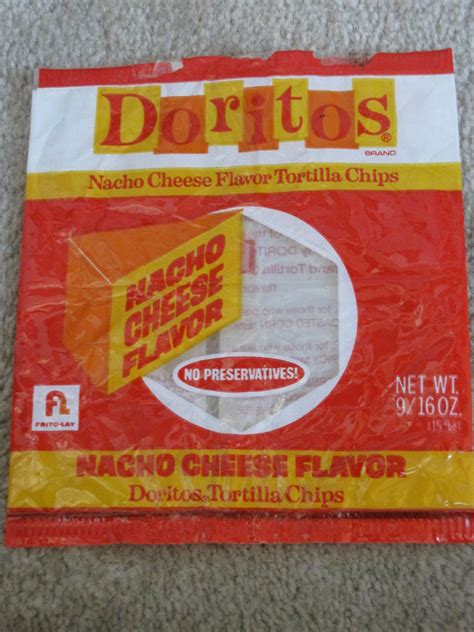 Doritos®
BRAND
Nacho Cheese Flavor Tortilla Chips
NACHO
CHEESE
FLAVOR
NO PRESERVATIVES!
NET WT.
9/16 OZ.
FL
FRITO-LAY
NACHO CHEESE FLAVOR
Doritos Tortilla Chips